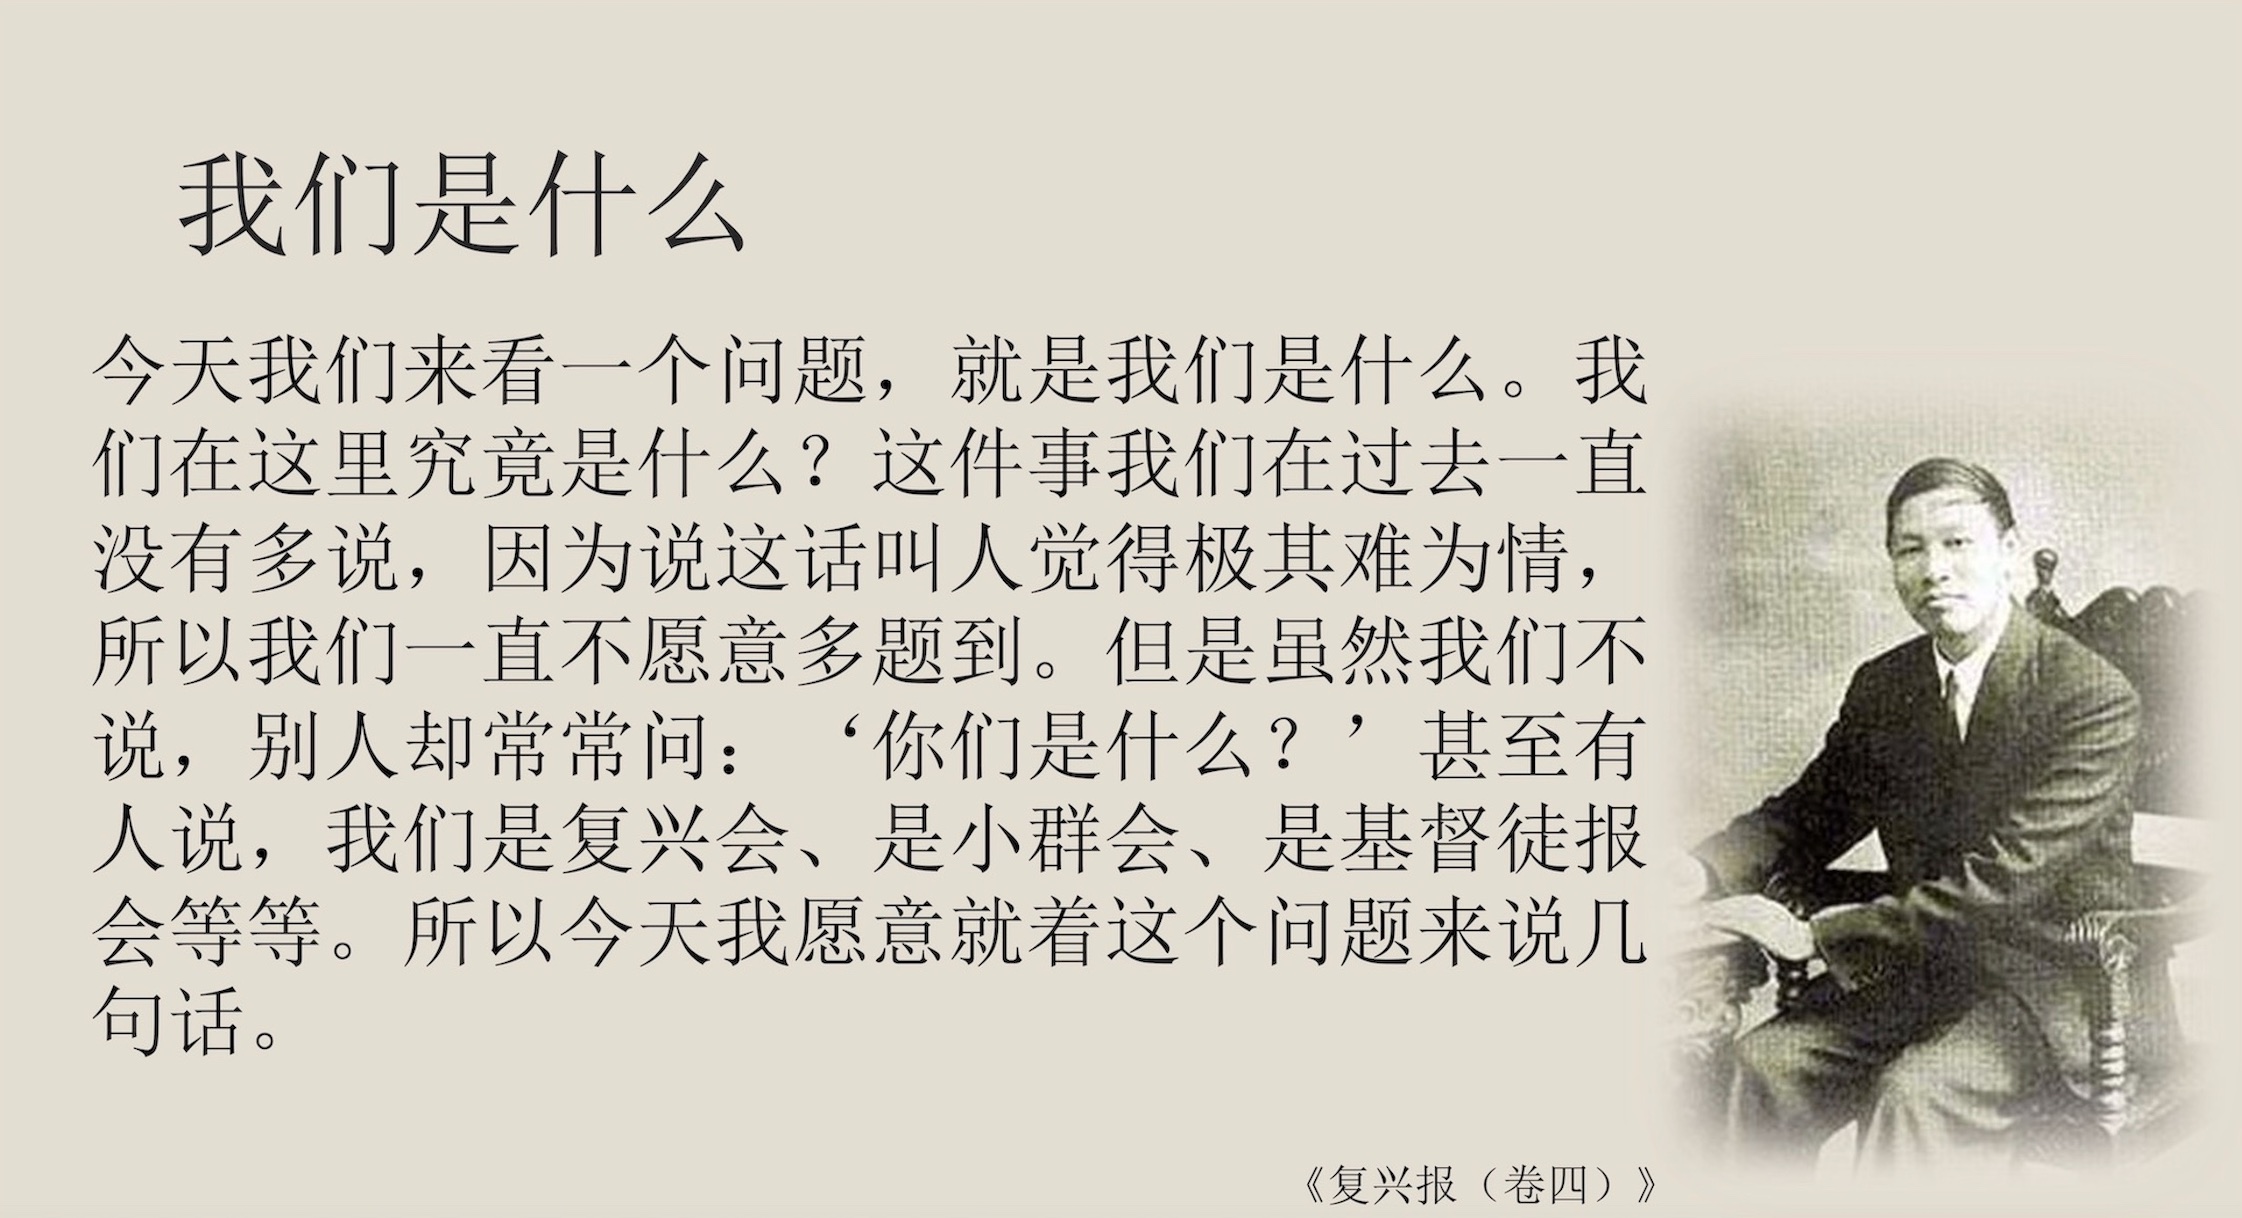 我们是什么
今天我们来看一个问题，就是我们是什么。我
们在这里究竟是什么？这件事我们在过去一直
没有多说，因为说这话叫人觉得极其难为情，
所以我们一直不愿意多题到。但是虽然我们不
说，别人却常常问：‘你们是什么？’甚至有
人说，我们是复兴会、是小群会、是基督徒报
会等等。所以今天我愿意就着这个问题来说几
句话。
《复兴报（卷四）》